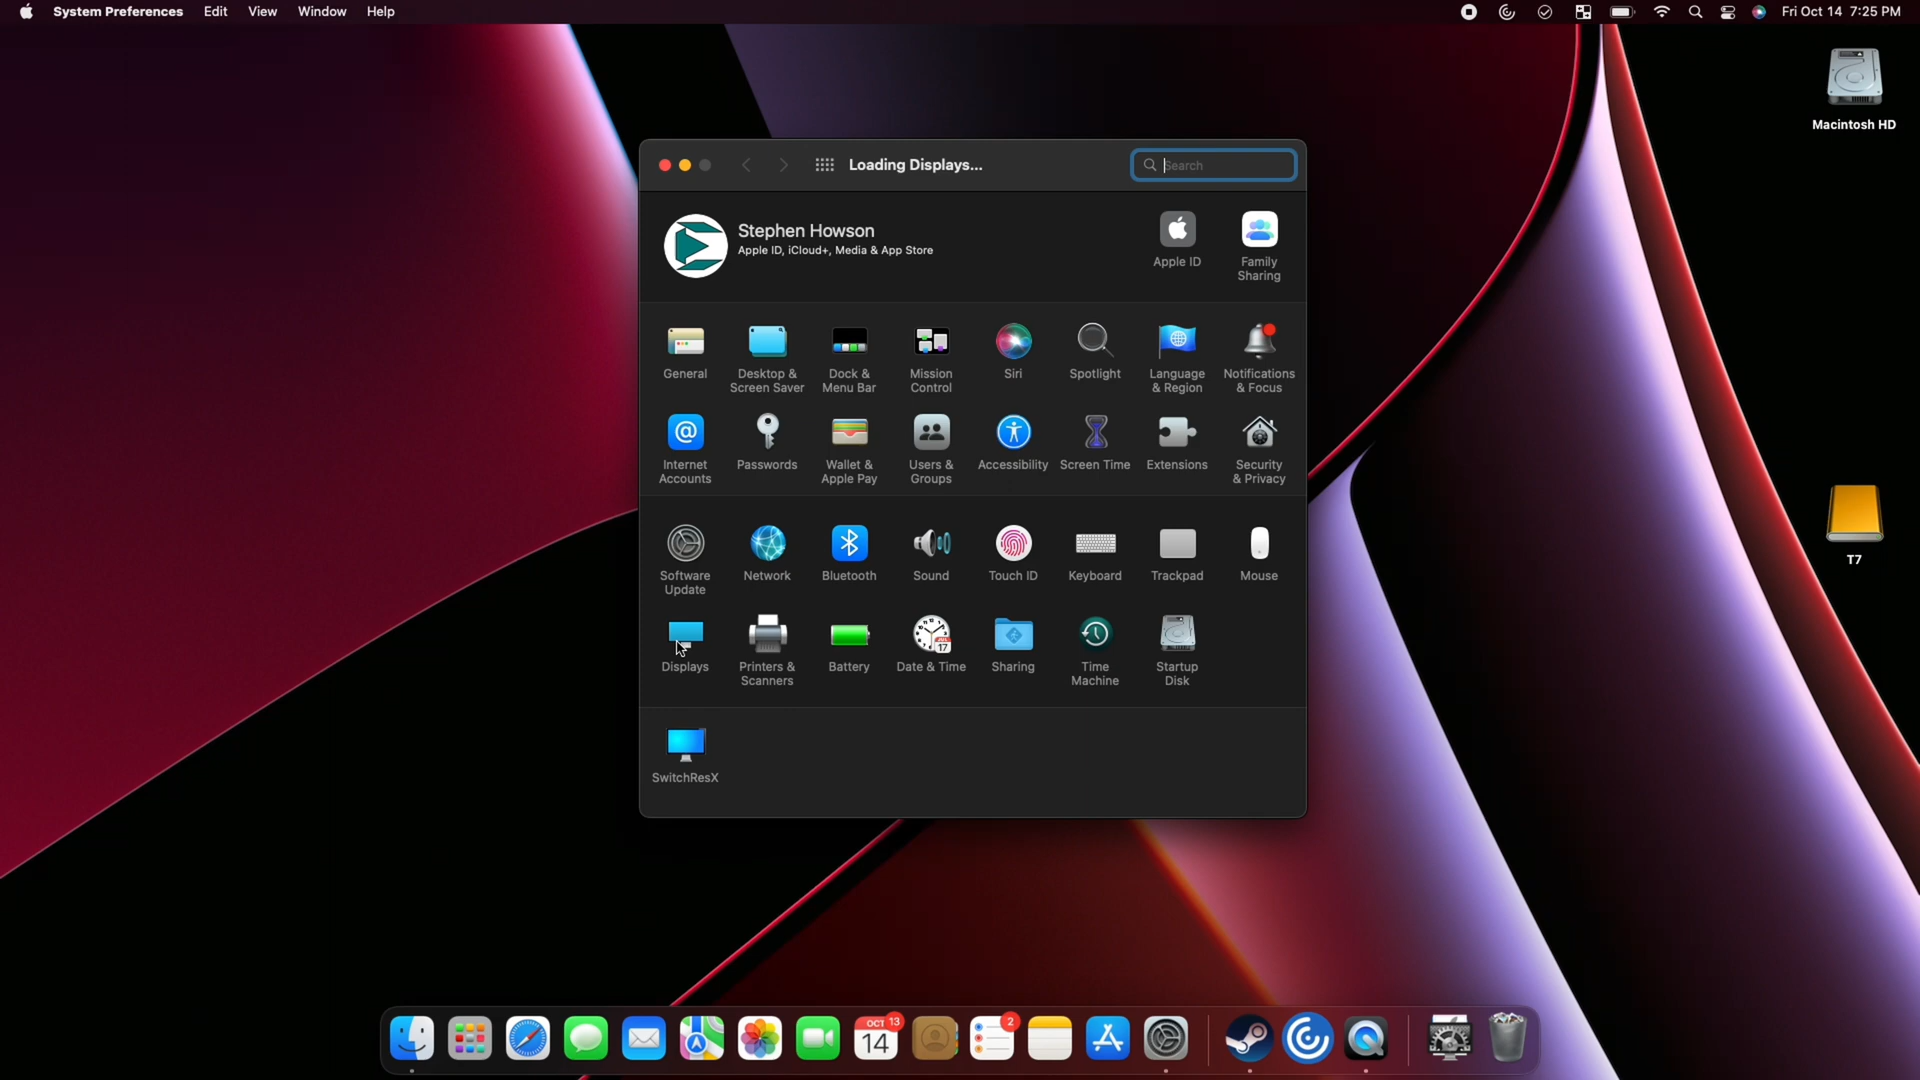 System Preferences Edit View Window Help
Fri Oct 14 7:25 PM
Macintosh HD
Loading Displays...
Search
Stephen Howson
Apple ID, iCloud+, Media & App Store
Apple ID
Family
Sharing
General
Desktop &
Screen Saver
Dock &
Menu Bar
Mission
Control
Siri
Spotlight
Language
& Region
Notifications
& Focus
Internet
Accounts
Passwords
Wallet &
Apple Pay
Users &
Groups
Accessibility
Screen Time
Extensions
Security
& Privacy
T7
Software
Update
Network
Bluetooth
Sound
Touch ID
Keyboard
Trackpad
Mouse
Displays
Printers &
Scanners
Battery
JUL
17
Date & Time
Sharing
Time
Machine
Startup
Disk
SwitchResX
OCT
14
13
2